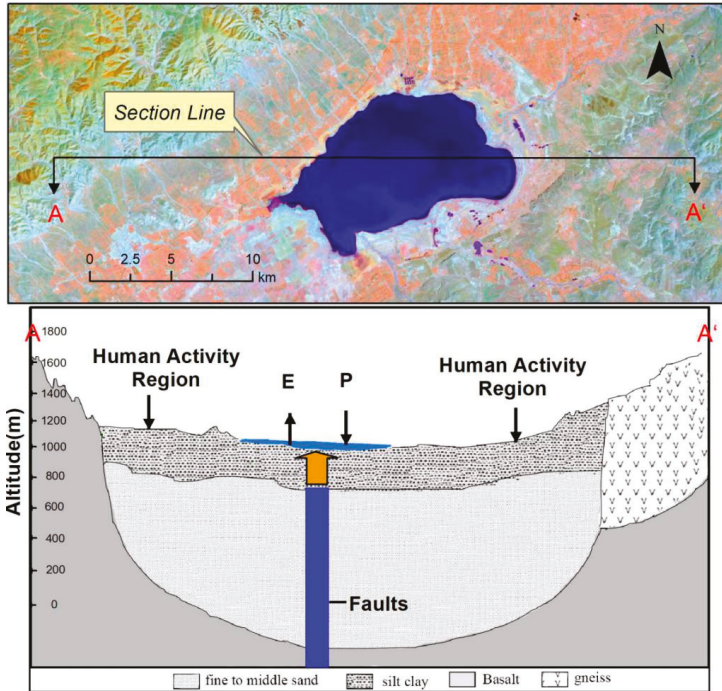 N
Section Line
A
A'
0 2.5 5 10
km
A
A'
1800
1600
1400
1200
1000
800
600
400
200
0
Altitude(m)
Human Activity
Region
E
P
Human Activity
Region
Faults
fine to middle sand
silt clay
Basalt
gneiss